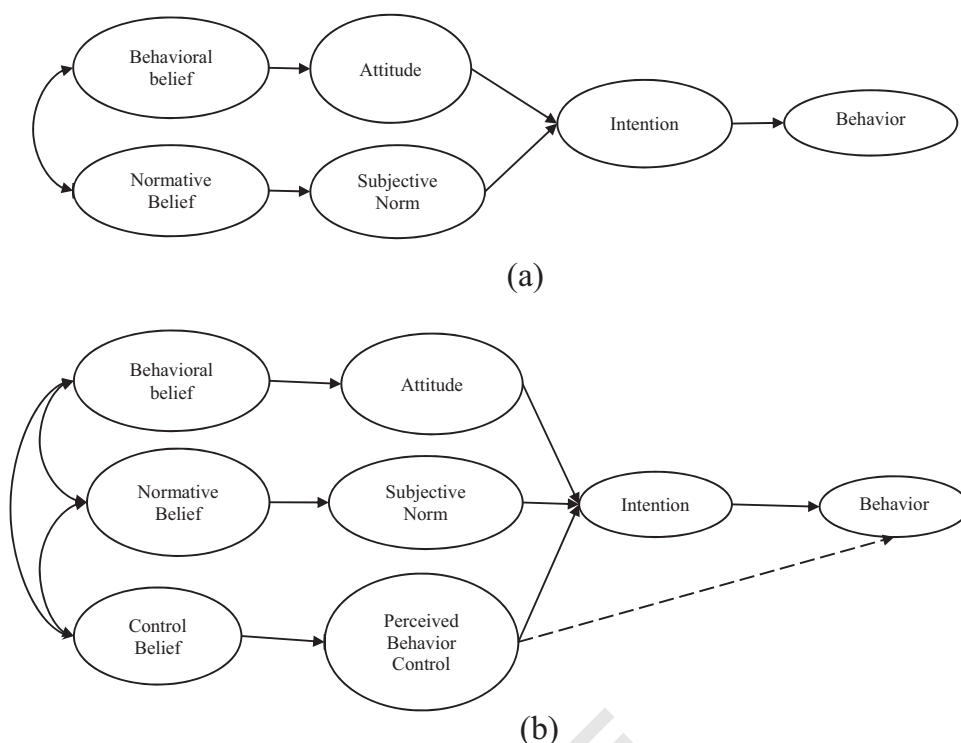 Behavioral
belief
Attitude
Intention
Behavior
Normative
Belief
Subjective
Norm
(a)
Behavioral
belief
Attitude
Normative
Belief
Subjective
Norm
Intention
Behavior
Control
Belief
Perceived
Behavior
Control
(b)